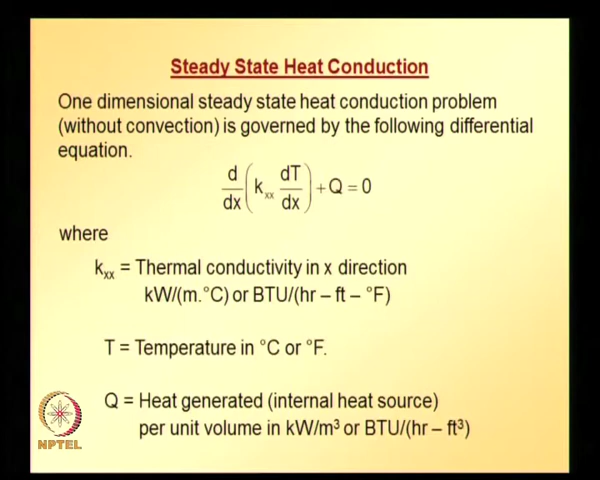 Steady State Heat Conduction
One dimensional steady state heat conduction problem
(without convection) is governed by the following differential
equation.
d/dx ( k_xx dT/dx ) + Q = 0
where
k_xx = Thermal conductivity in x direction
kW/(m.°C) or BTU/(hr – ft – °F)
T = Temperature in °C or °F.
Q = Heat generated (internal heat source)
per unit volume in kW/m³ or BTU/(hr – ft³)
NPTEL